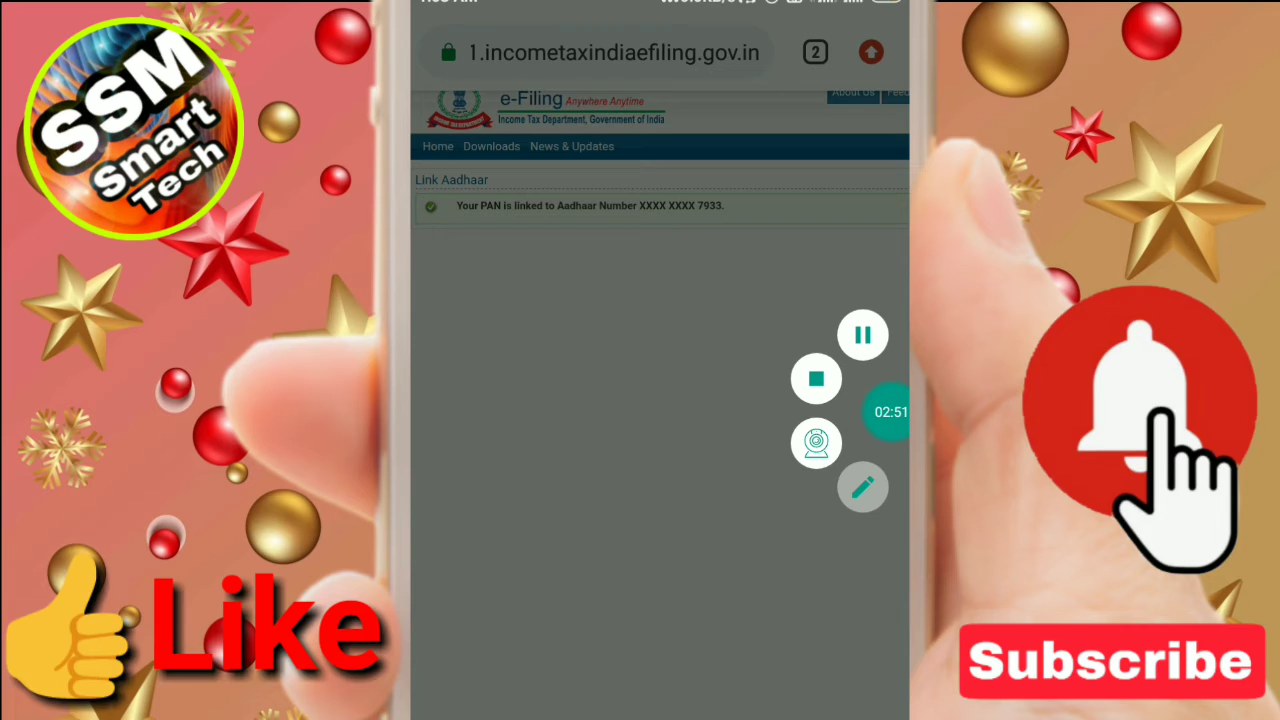 SSM
Smart
Tech
1.incometaxindiaefiling.gov.in
2
e-Filing Anywhere Anytime
Income Tax Department, Government of India
About Us
Home Downloads News & Updates
Link Aadhaar
Your PAN is linked to Aadhaar Number XXXX XXXX 7933.
02:51
Like
Subscribe